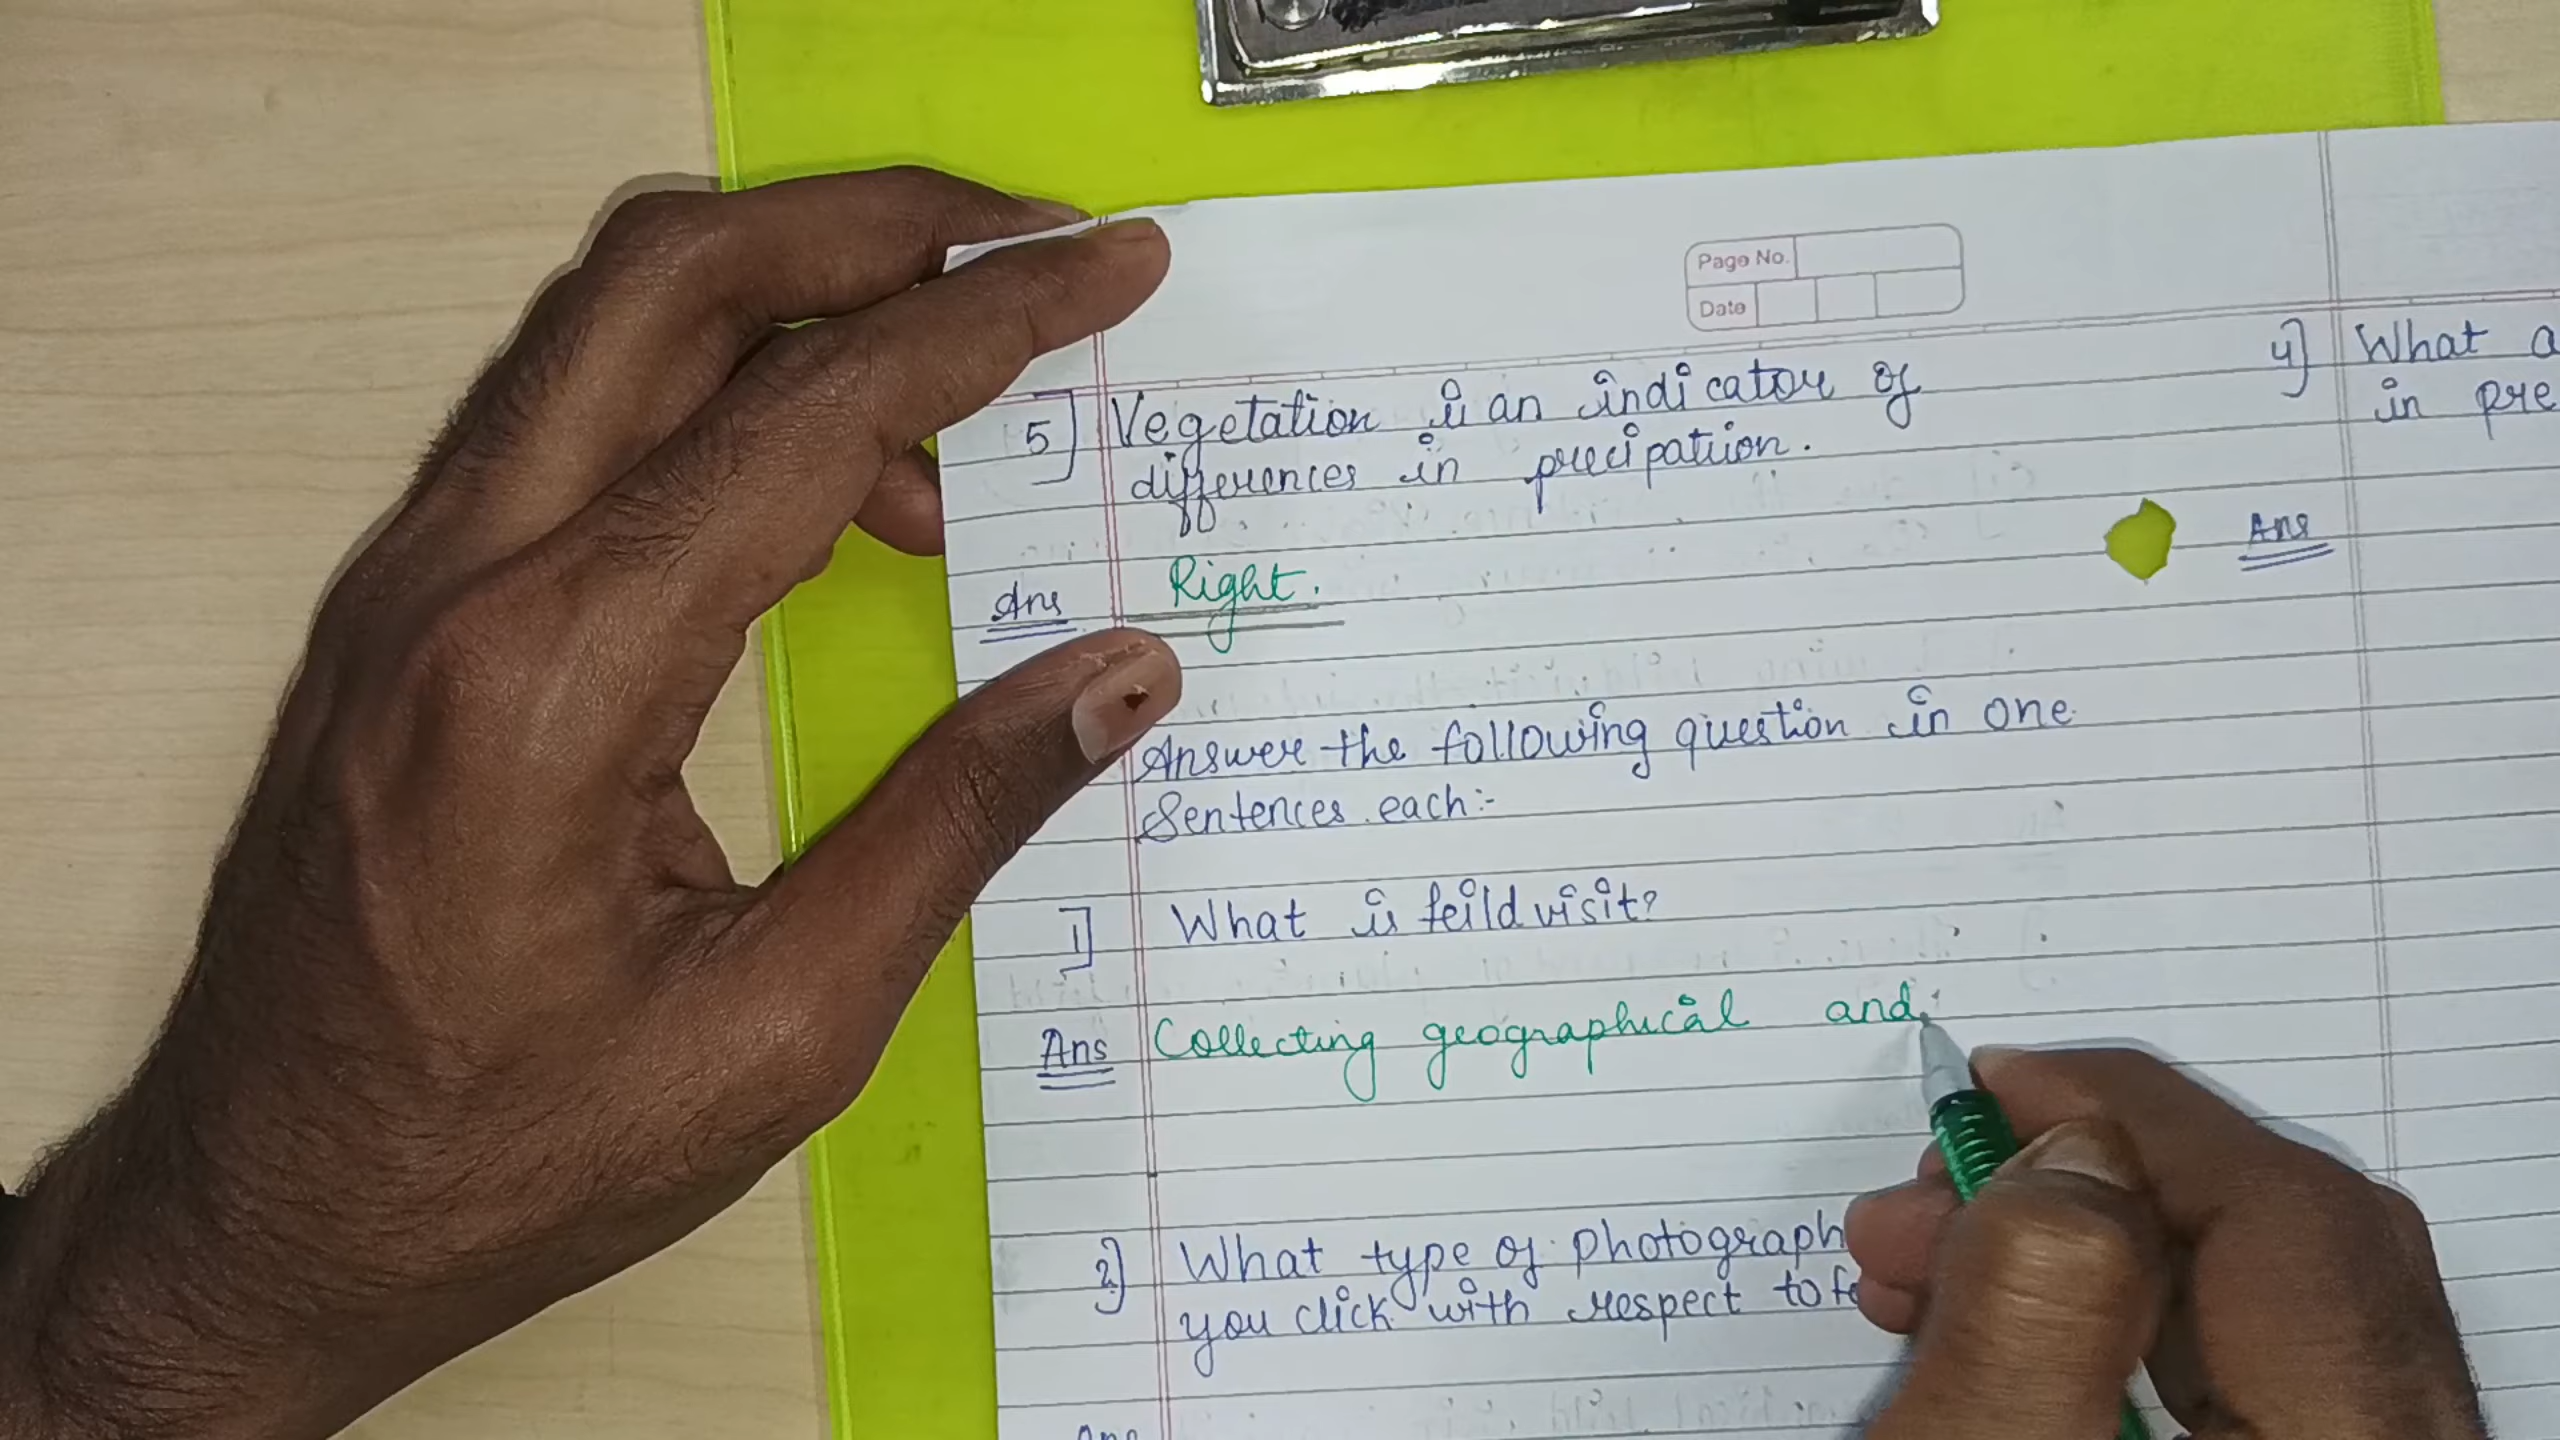 Page No.
Date
5] Vegetation is an indicator of
differences in precipation.
Ans Right.
Answer the following question in one
Sentences each:-
1] What is feild visit?
Ans Collecting geographical and
2] What type of photograph
you click with respect to
Ans
4] What
in pre
Ans